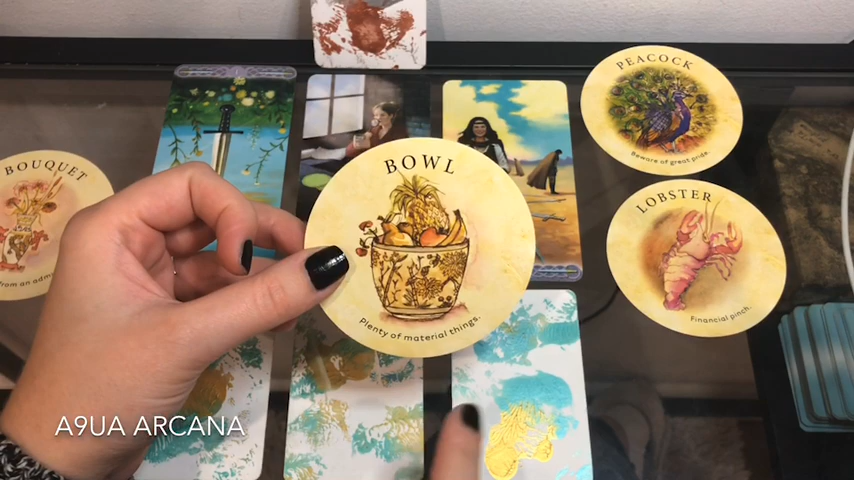 PEACOCK
Beware of great pride.
BOWL
Plenty of material things.
BOUQUET
from an adm
LOBSTER
Financial pinch.
A9UA ARCANA